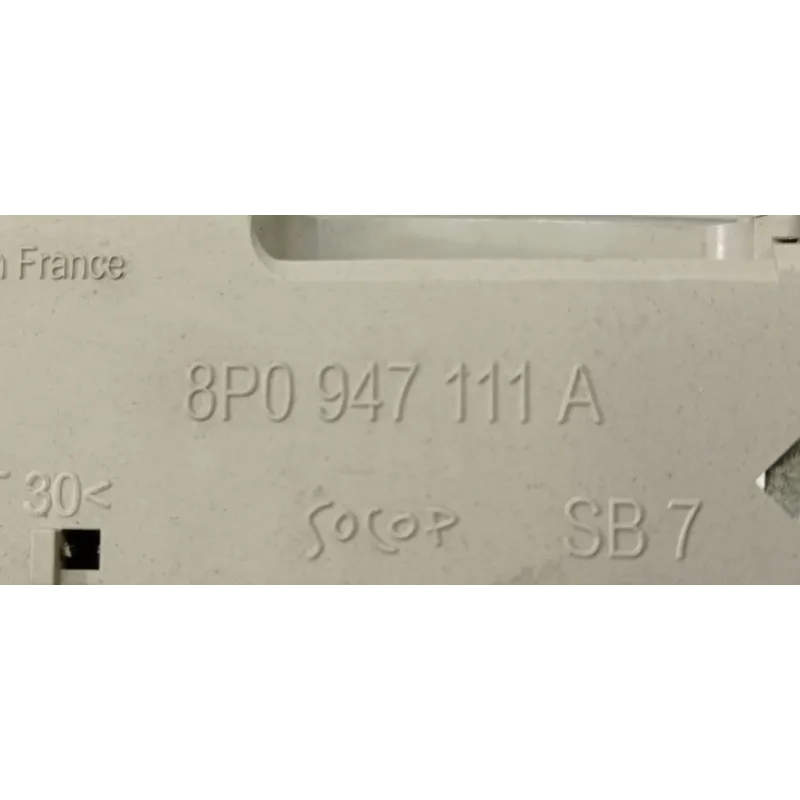 n France
8P0 947 111 A
30<
SOCOP SB 7